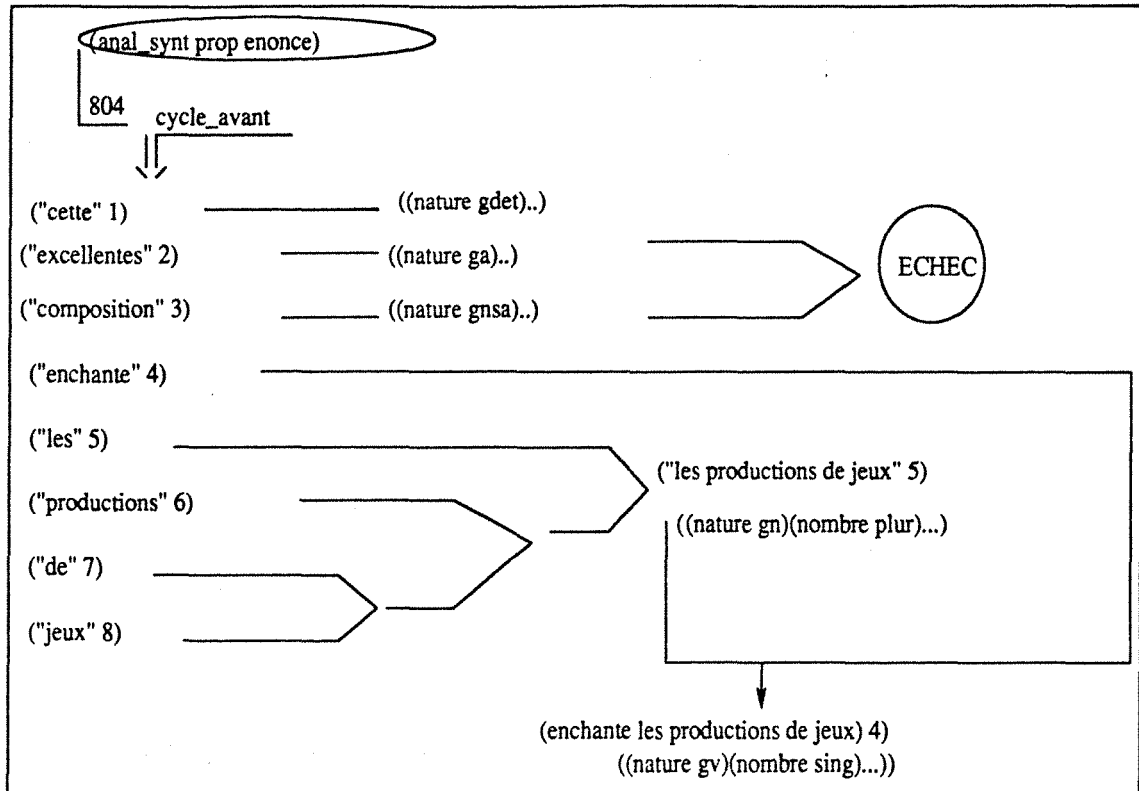 (anal_synt prop enonce)
804
cycle_avant
("cette" 1)
((nature gdet)..)
("excellentes" 2)
((nature ga)..)
ECHEC
("composition" 3)
((nature gnsa)..)
("enchante" 4)
("les" 5)
("les productions de jeux" 5)
("productions" 6)
((nature gn)(nombre plur)...)
("de" 7)
("jeux" 8)
(enchante les productions de jeux) 4)
((nature gv)(nombre sing)...))